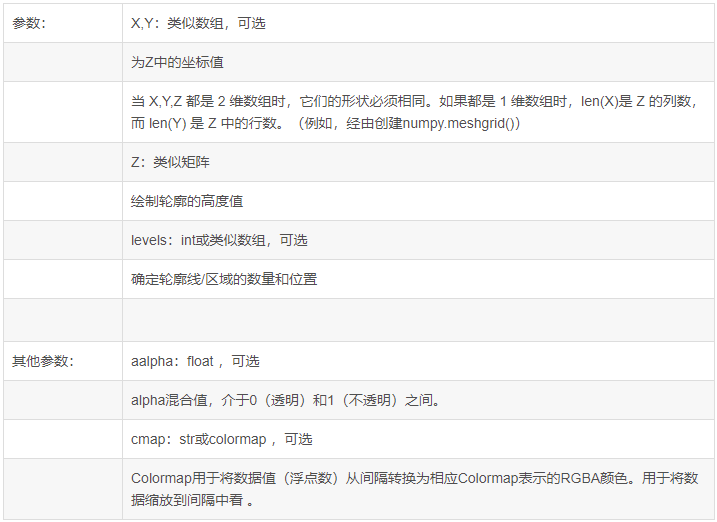 参数： X,Y：类似数组，可选
为Z中的坐标值
当 X,Y,Z 都是 2 维数组时，它们的形状必须相同。如果都是 1 维数组时，len(X)是 Z 的列数，
而 len(Y) 是 Z 中的行数。（例如，经由创建numpy.meshgrid()）
Z：类似矩阵
绘制轮廓的高度值
levels：int或类似数组，可选
确定轮廓线/区域的数量和位置
其他参数： aalpha：float ，可选
alpha混合值，介于0（透明）和1（不透明）之间。
cmap：str或colormap ，可选
Colormap用于将数据值（浮点数）从间隔转换为相应Colormap表示的RGBA颜色。用于将数
据缩放到间隔中看 。